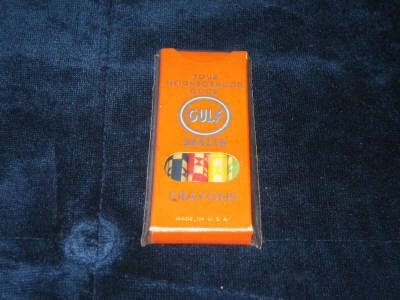 YOUR
NEIGHBORHOOD
GULF
DEALER
CRAYONS
MADE IN U.S.A.